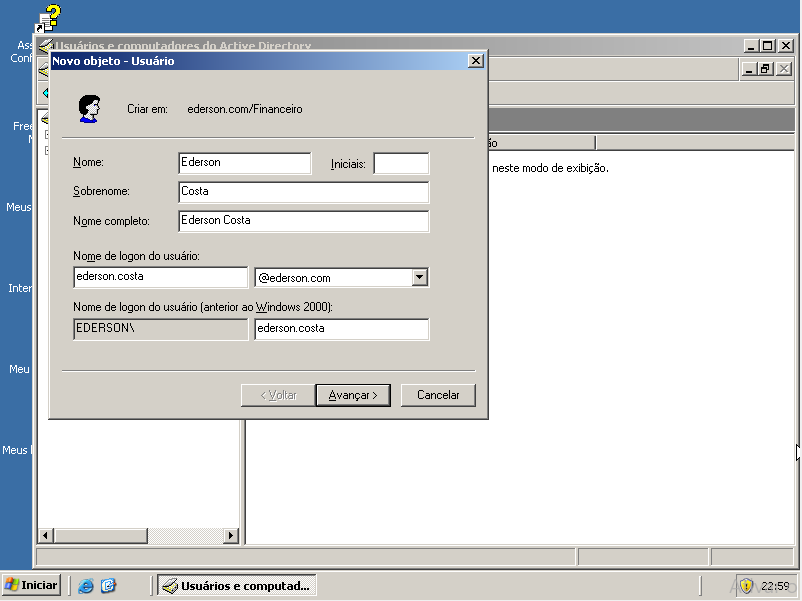 Ass
Conf
Free
M
Meus
Inter
Meu
Meus
Usuários e computadores do Active Directory
Novo objeto - Usuário
Criar em: ederson.com/Financeiro
Nome: Ederson Iniciais:
Sobrenome: Costa
Nome completo: Ederson Costa
Nome de logon do usuário:
ederson.costa @ederson.com
Nome de logon do usuário (anterior ao Windows 2000):
EDERSON\ ederson.costa
< Voltar Avançar > Cancelar
ão
neste modo de exibição.
Iniciar Usuários e computad... 22:59